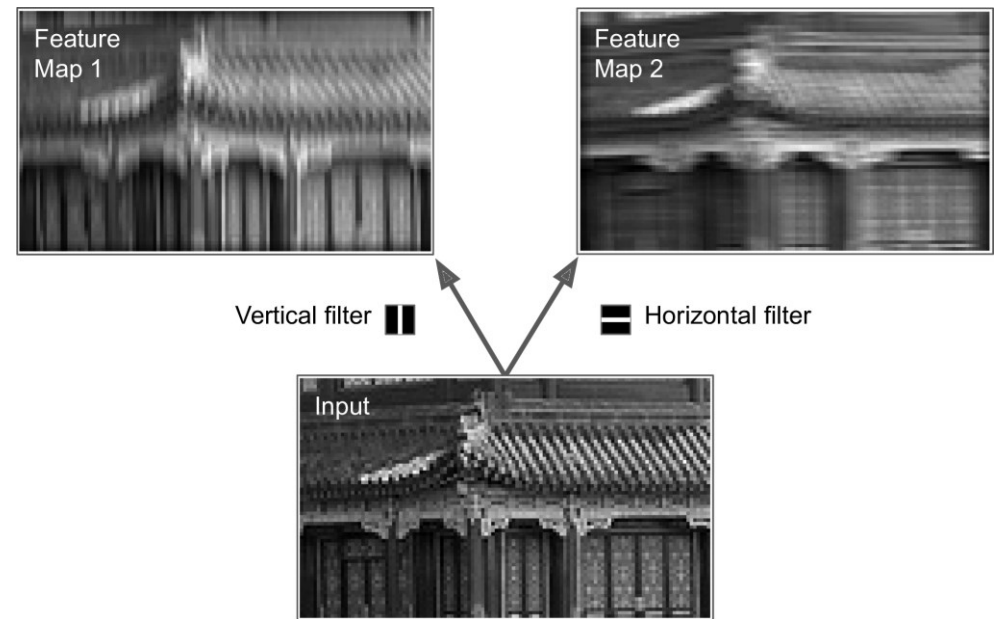 Feature
Map 1
Feature
Map 2
Vertical filter
Horizontal filter
Input